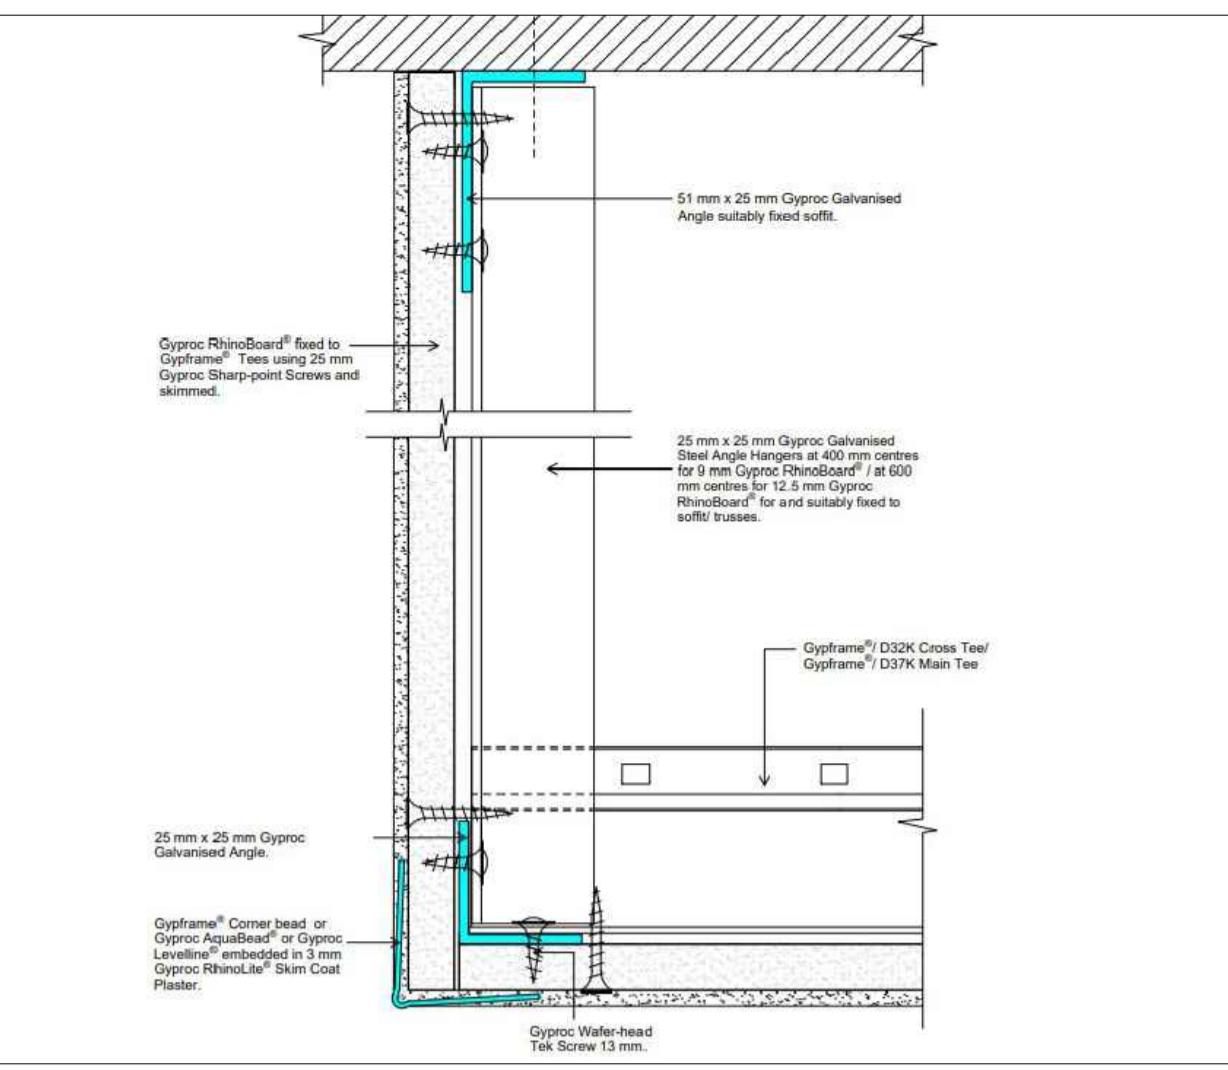 51 mm x 25 mm Gyproc Galvanised
Angle suitably fixed soffit.
Gyproc RhinoBoard® fixed to
Gypframe® Tees using 25 mm
Gyproc Sharp-point Screws and
skimmed.
25 mm x 25 mm Gyproc Galvanised
Steel Angle Hangers at 400 mm centres
for 9 mm Gyproc RhinoBoard® / at 600
mm centres for 12.5 mm Gyproc
RhinoBoard® for and suitably fixed to
soffit/ trusses.
Gypframe®/ D32K Cross Tee/
Gypframe®/ D37K Main Tee
25 mm x 25 mm Gyproc
Galvanised Angle.
Gypframe® Corner bead or
Gyproc AquaBead® or Gyproc
Levelline® embedded in 3 mm
Gyproc RhinoLite® Skim Coat
Plaster.
Gyproc Wafer-head
Tek Screw 13 mm..